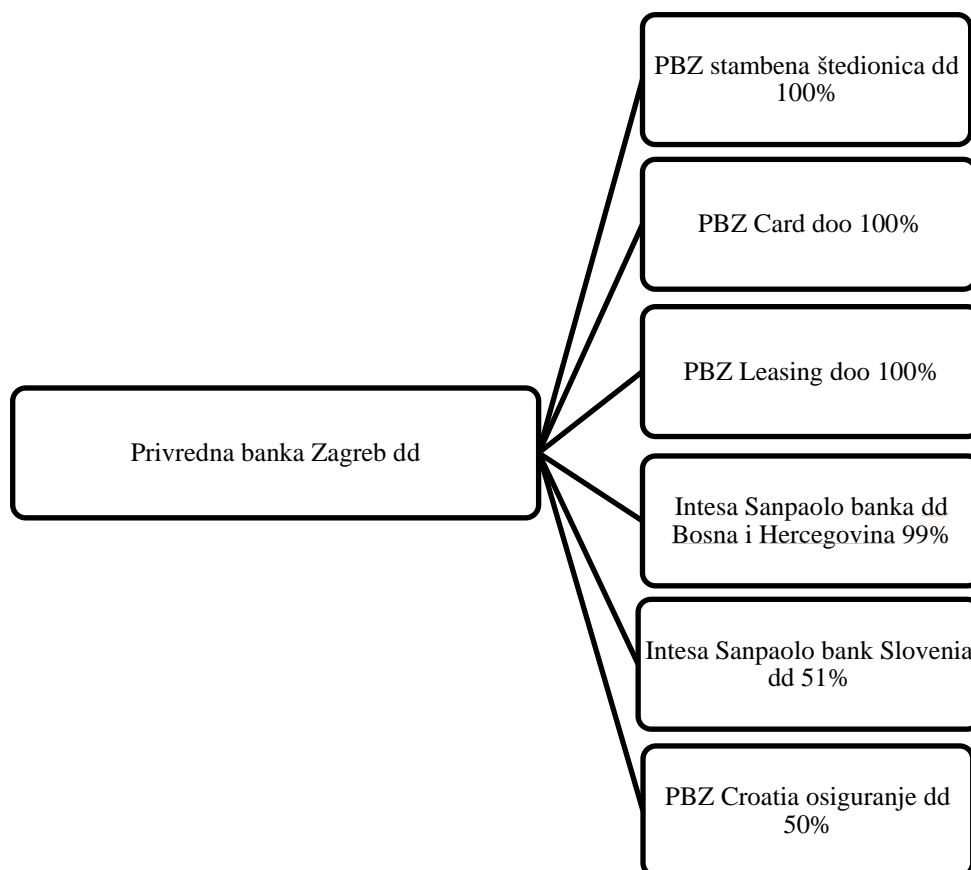 PBZ stambena štedionica dd
100%
PBZ Card doo 100%
PBZ Leasing doo 100%
Privredna banka Zagreb dd
Intesa Sanpaolo banka dd
Bosna i Hercegovina 99%
Intesa Sanpaolo bank Slovenia
dd 51%
PBZ Croatia osiguranje dd
50%